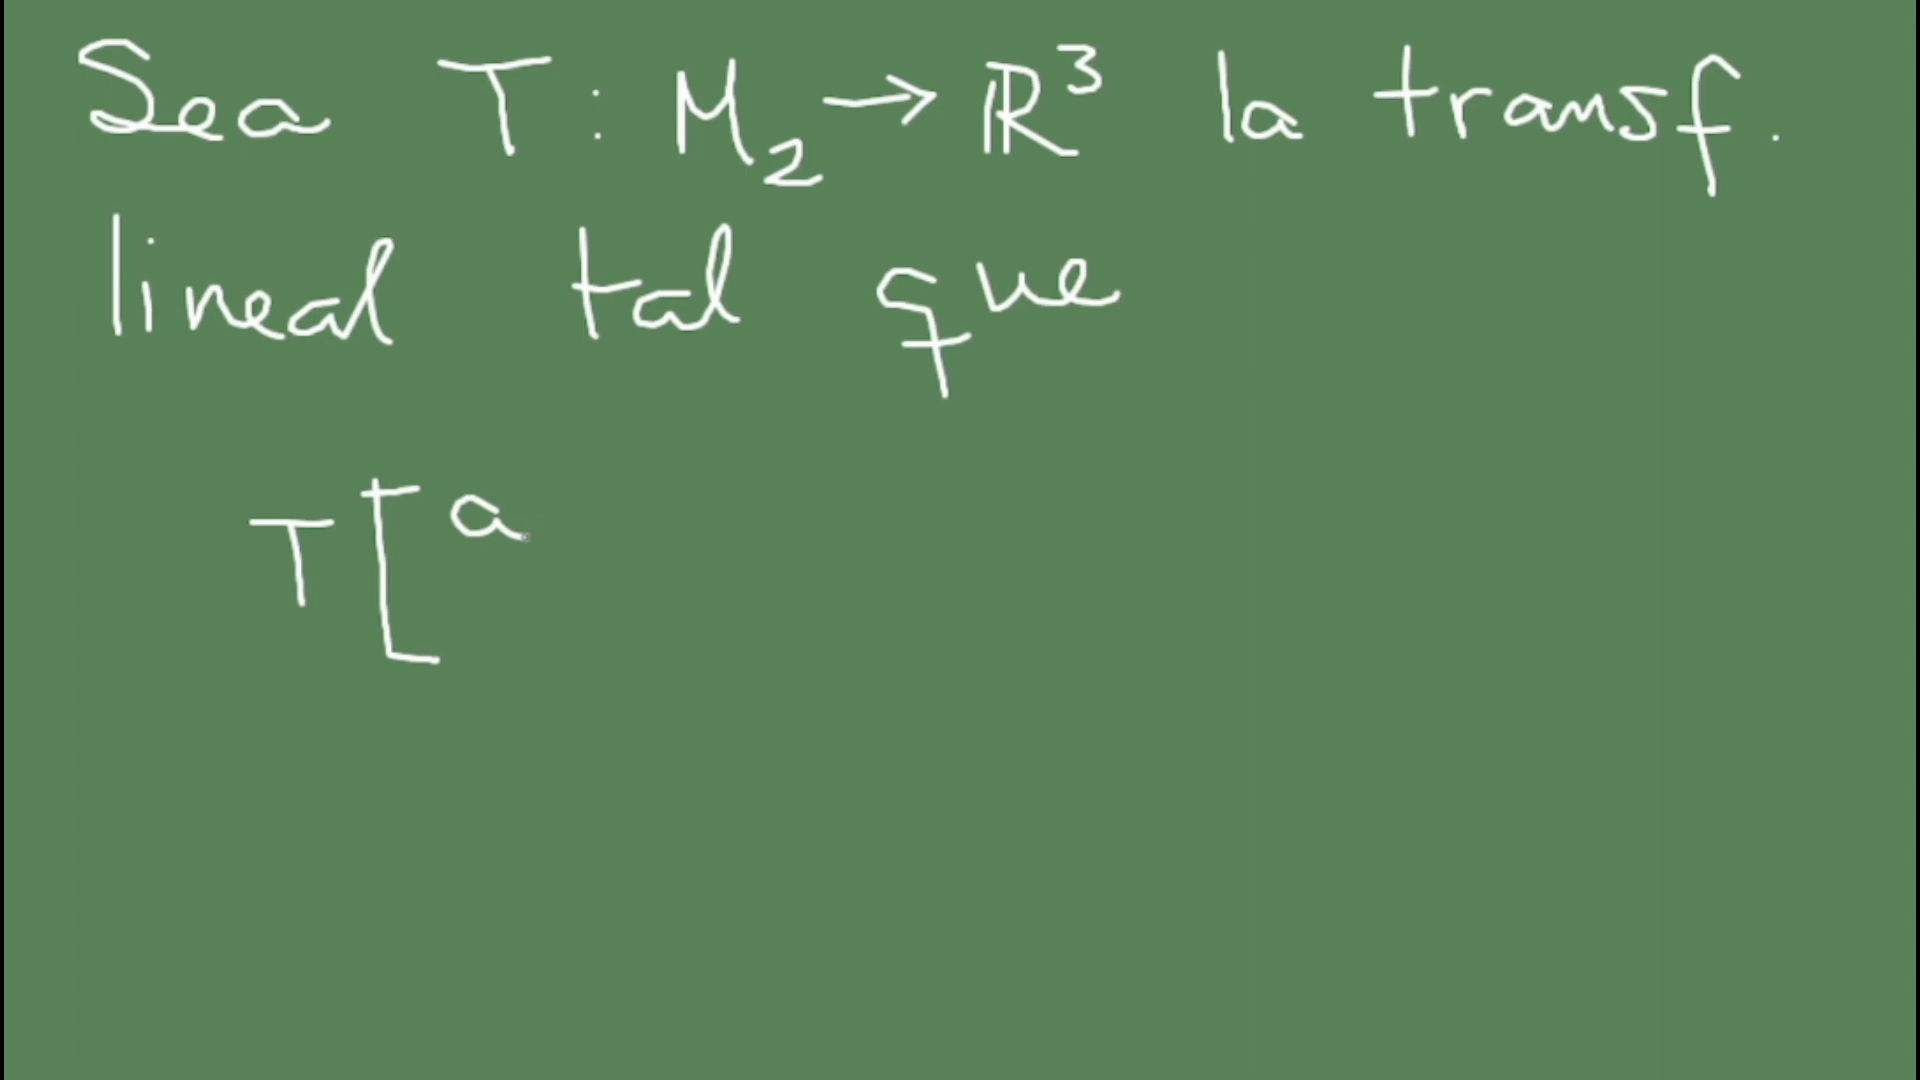 Sea T: M₂→ℝ³ la transf.
lineal tal que
T[a